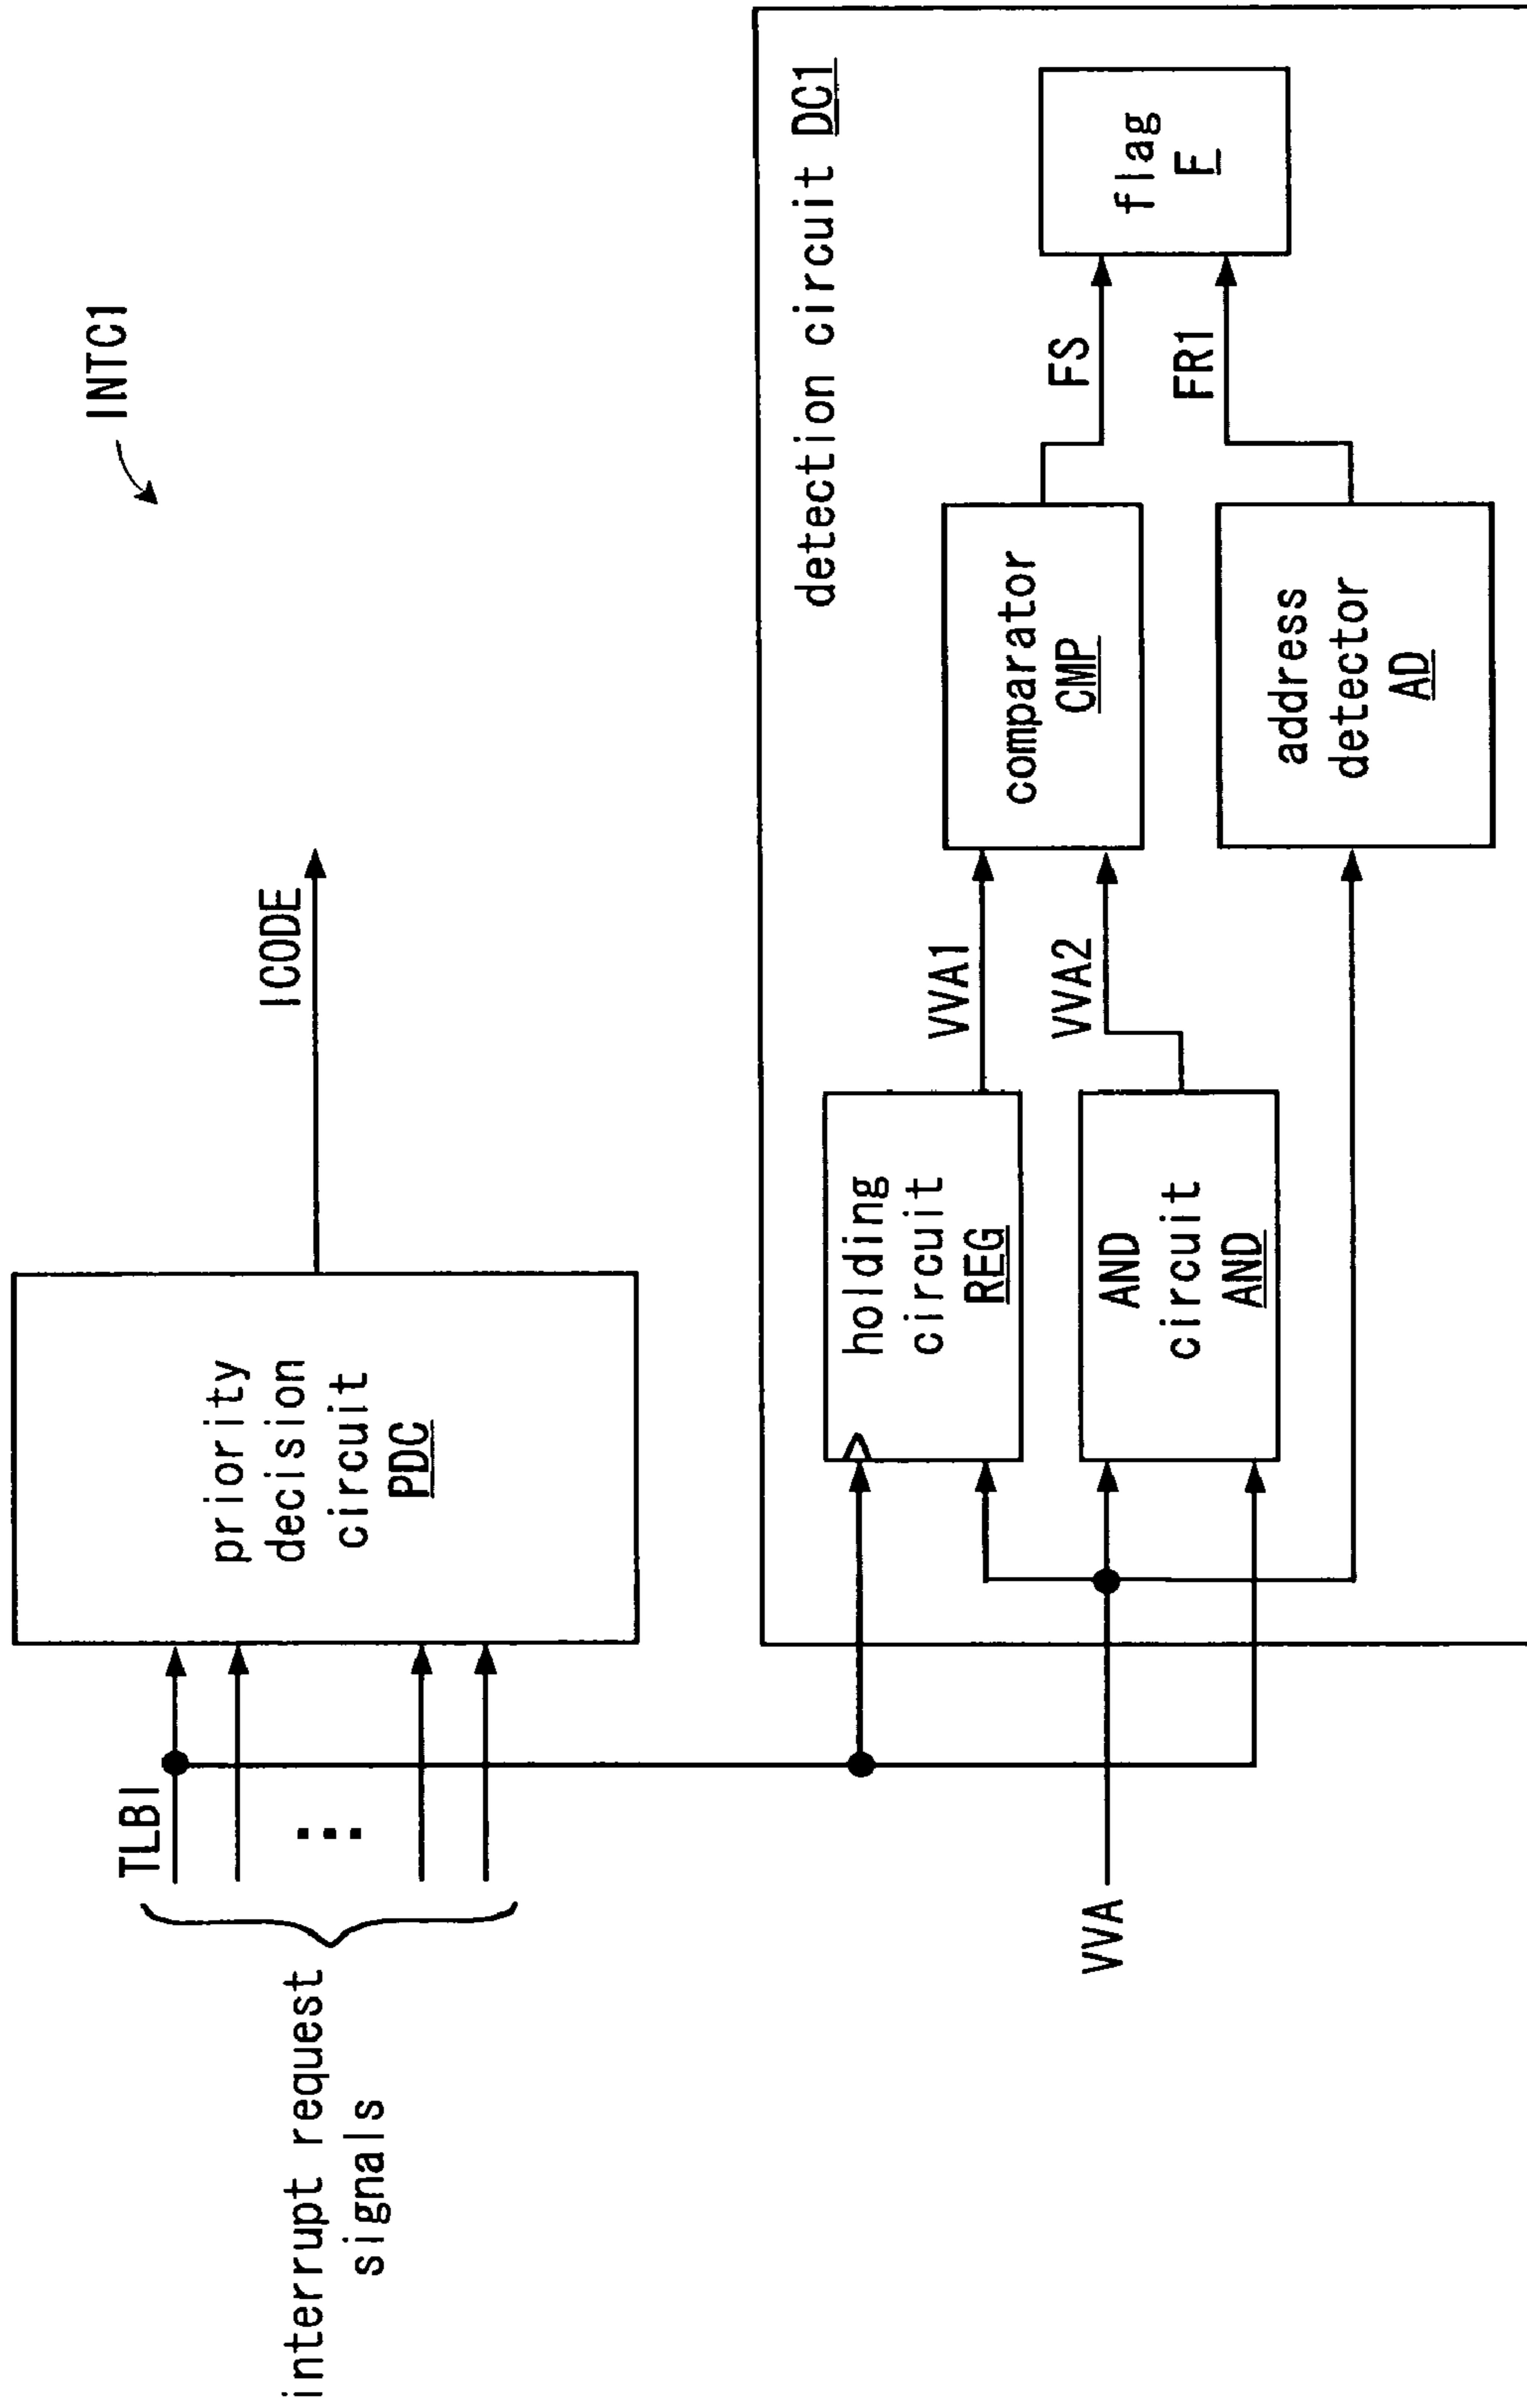 INTC1
interrupt request
signals
TLBI
priority
decision
circuit
PDC
ICODE
detection circuit DC1
VVA
holding
circuit
REG
AND
circuit
AND
VVA1
VVA2
comparator
CMP
address
detector
AD
FS
FR1
flag
F